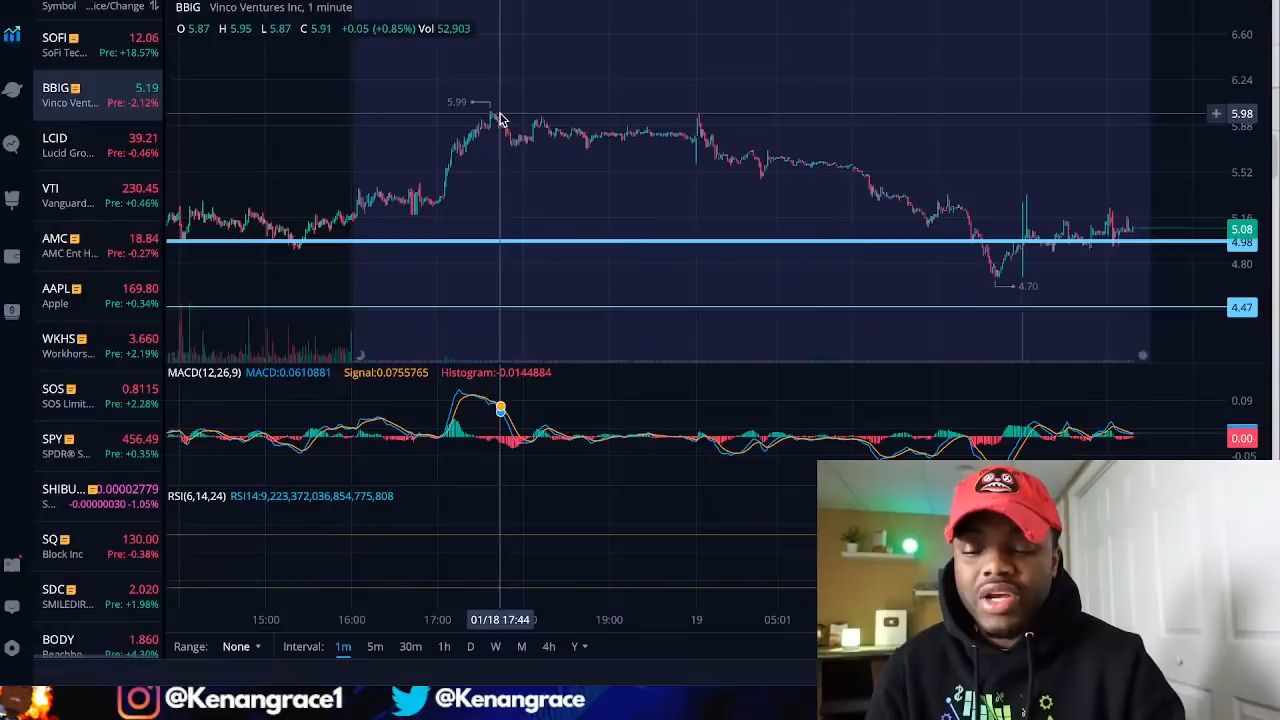 Symbol ...ice/Change
SOFI 12.06
SoFi Tec... Pre: +18.57%
BBIG 5.19
Vinco Vent... Pre: -2.12%
LCID 39.21
Lucid Gro... Pre: -0.46%
VTI 230.45
Vanguard... Pre: +0.46%
AMC 18.84
AMC Ent H... Pre: -0.27%
AAPL 169.80
Apple Pre: +0.34%
WKHS 3.660
Workhors... Pre: +2.19%
SOS 0.8115
SOS Limit... Pre: +2.28%
SPY 456.49
SPDR® S... Pre: +0.35%
SHIBU... 0.00002779
S... -0.00000030 -1.05%
SQ 130.00
Block Inc Pre: -0.38%
SDC 2.020
SMILEDIR... Pre: +1.98%
BODY 1.860
Beachbo... Pre: +4.30%
BBIG Vinco Ventures Inc, 1 minute
O 5.87 H 5.95 L 5.87 C 5.91 +0.05 (+0.85%) Vol 52,903
5.99
4.70
6.60
6.24
5.98
5.88
5.52
5.16
5.08
4.98
4.80
4.47
MACD(12,26,9) MACD:0.0610881 Signal:0.0755765 Histogram:-0.0144884
0.09
0.00
-0.05
RSI(6,14,24) RSI14:9,223,372,036,854,775,808
15:00 16:00 17:00 01/18 17:44 19:00 19 05:01
Range: None Interval: 1m 5m 30m 1h D W M 4h Y
@Kenangrace1 @Kenangrace